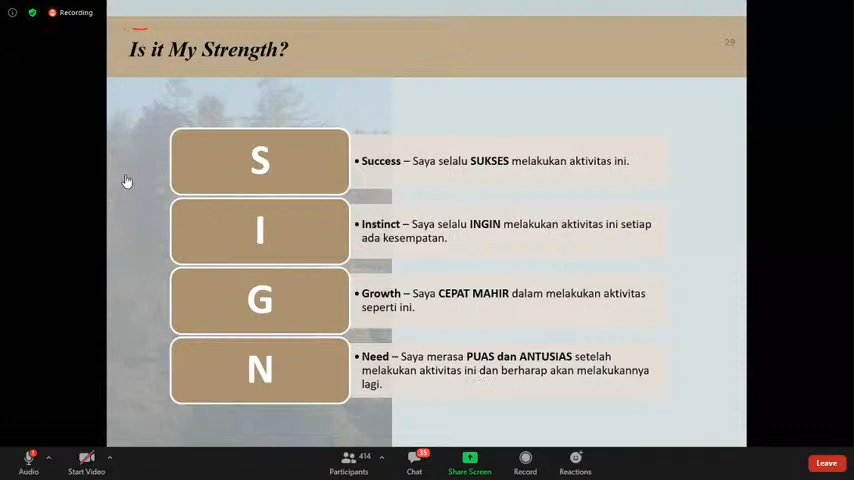 Recording
Is it My Strength?
29
S
• Success – Saya selalu SUKSES melakukan aktivitas ini.
I
• Instinct – Saya selalu INGIN melakukan aktivitas ini setiap
ada kesempatan.
G
• Growth – Saya CEPAT MAHIR dalam melakukan aktivitas
seperti ini.
N
• Need – Saya merasa PUAS dan ANTUSIAS setelah
melakukan aktivitas ini dan berharap akan melakukannya
lagi.
414
35
Audio
Start Video
Participants
Chat
Share Screen
Record
Reactions
Leave